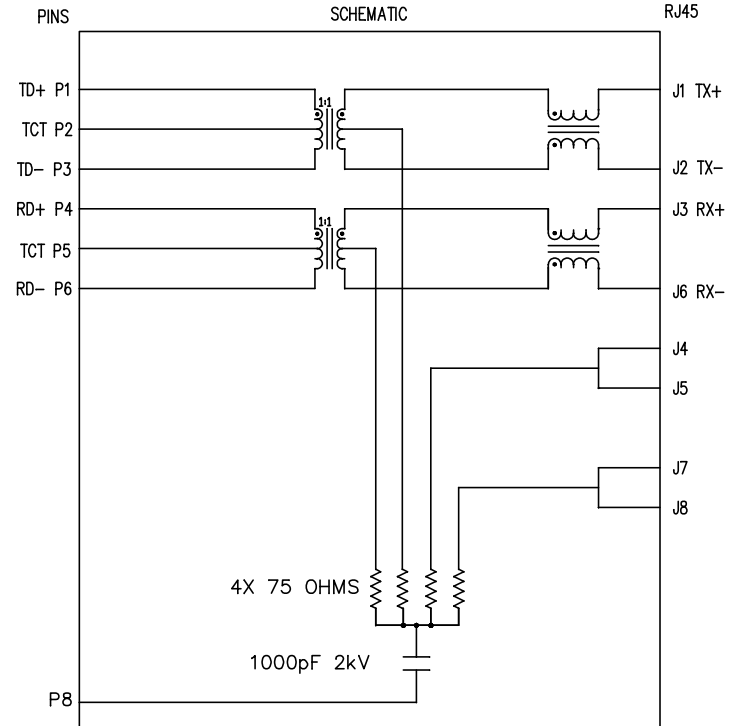 PINS SCHEMATIC RJ45
TD+ P1 1:1 J1 TX+
TCT P2
TD- P3 J2 TX-
RD+ P4 1:1 J3 RX+
TCT P5
RD- P6 J6 RX-
J4
J5
J7
J8
4X 75 OHMS
1000pF 2kV
P8